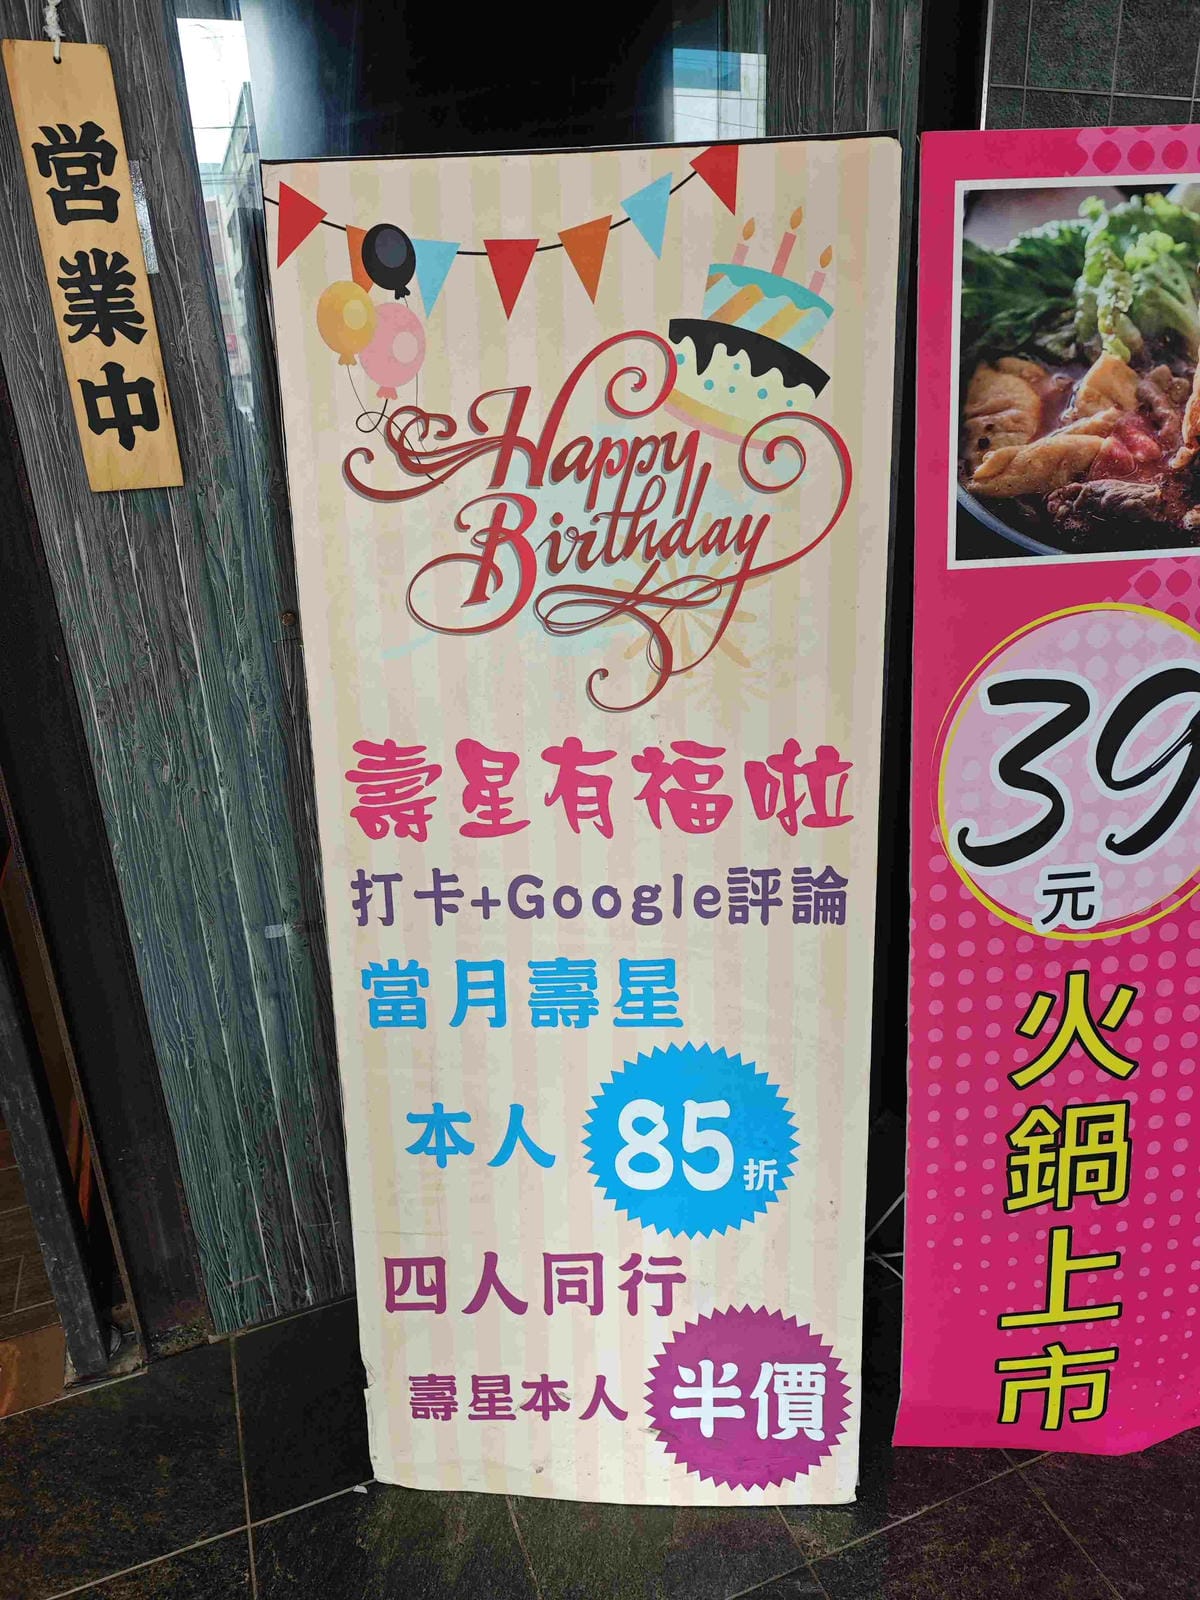 営業中
Happy
Birthday
壽星有福啦
打卡+Google評論
當月壽星
本人 85折
四人同行
壽星本人 半價
39
元
火鍋上市